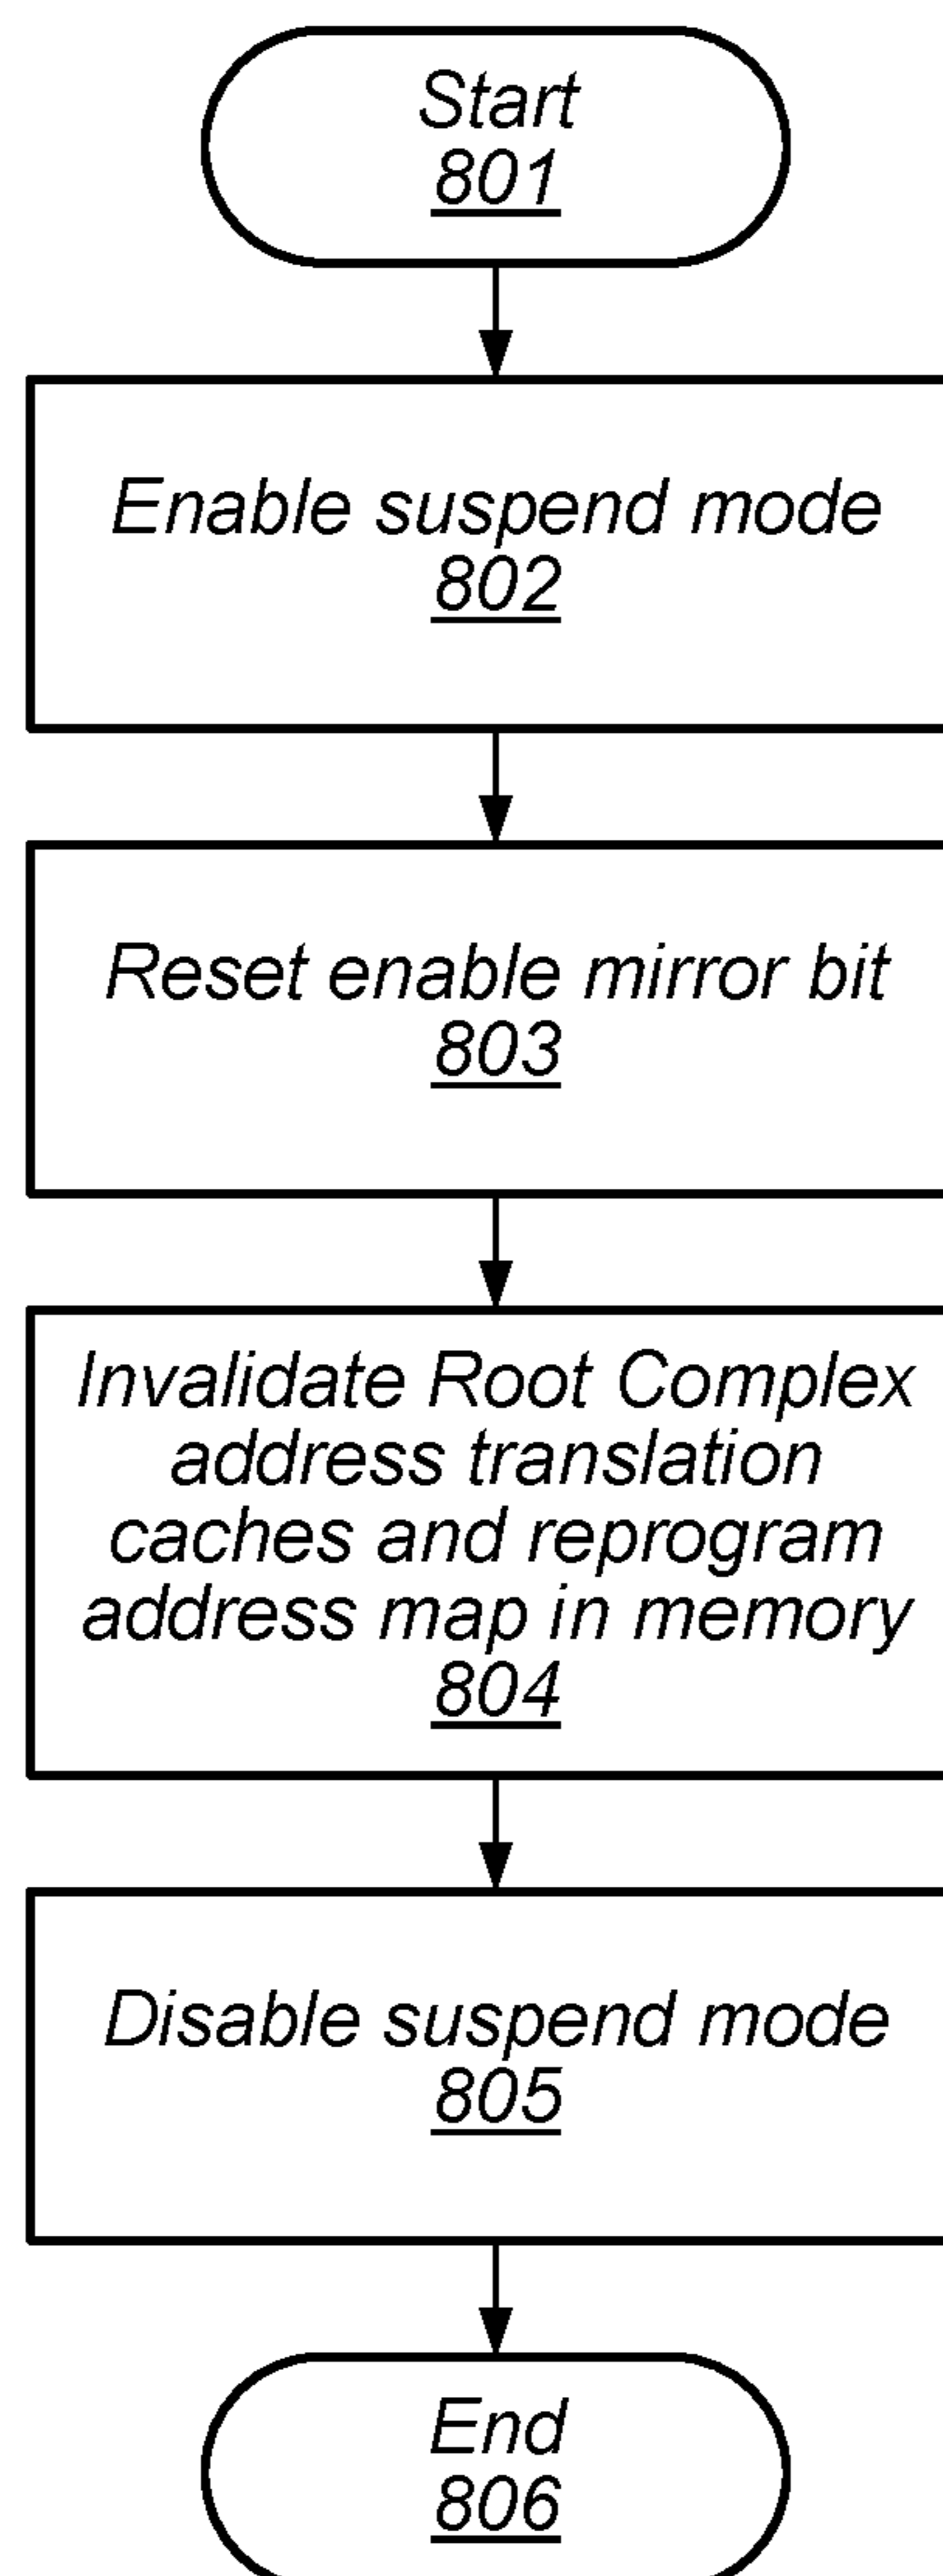 Start
801
Enable suspend mode
802
Reset enable mirror bit
803
Invalidate Root Complex
address translation
caches and reprogram
address map in memory
804
Disable suspend mode
805
End
806